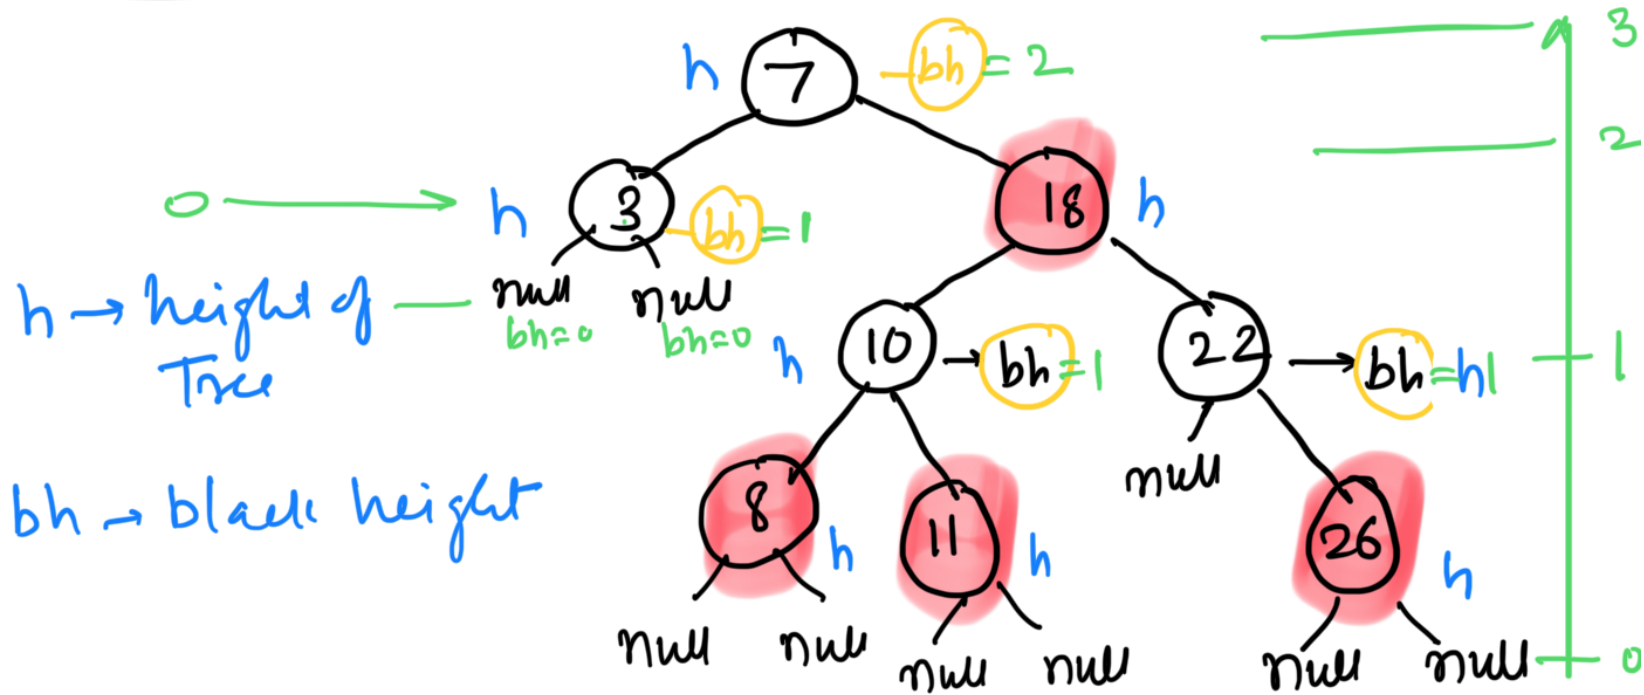 3
h 7 bh = 2
2
0 h 3 bh = 1 18 h
h → height of Tree
null null
bh=0 bh=0
h 10 → bh = 1 22 → bh = h1 1
null
bh → black height
8 h 11 h 26 h
null null null null null null 0